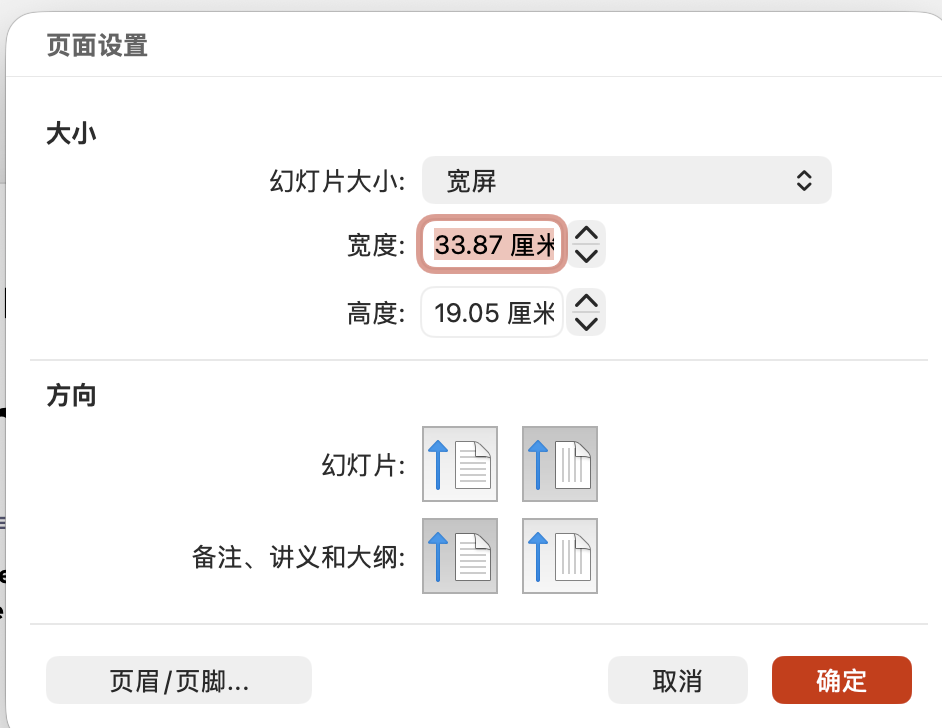 页面设置
大小
幻灯片大小: 宽屏
宽度: 33.87 厘米
高度: 19.05 厘米
方向
幻灯片:
备注、讲义和大纲:
页眉/页脚... 取消 确定